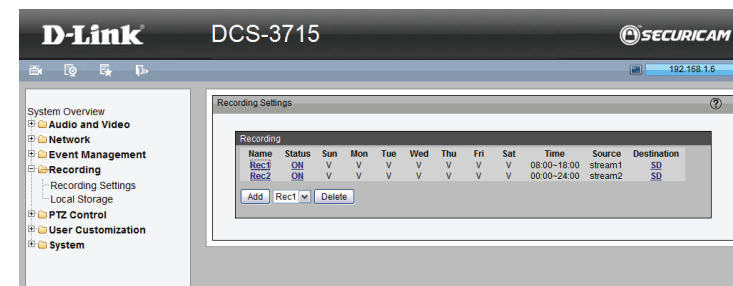 D-Link
DCS-3715
SECURICAM
192.168.1.6
System Overview
Audio and Video
Network
Event Management
Recording
Recording Settings
Local Storage
PTZ Control
User Customization
System
Recording Settings
?
Recording
Name Status Sun Mon Tue Wed Thu Fri Sat Time Source Destination
Rec1 ON V V V V V V V 08:00~18:00 stream1 SD
Rec2 ON V V V V V V V 00:00~24:00 stream2 SD
Add Rec1 Delete